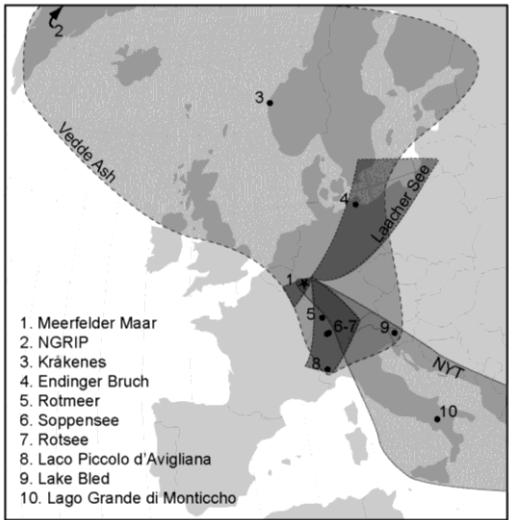 2
3
Vedde Ash
4
Laacher See
1
5
6-7
9
8
NYT
10
1. Meerfelder Maar
2. NGRIP
3. Kråkenes
4. Endinger Bruch
5. Rotmeer
6. Soppensee
7. Rotsee
8. Laco Piccolo d'Avigliana
9. Lake Bled
10. Lago Grande di Monticcho